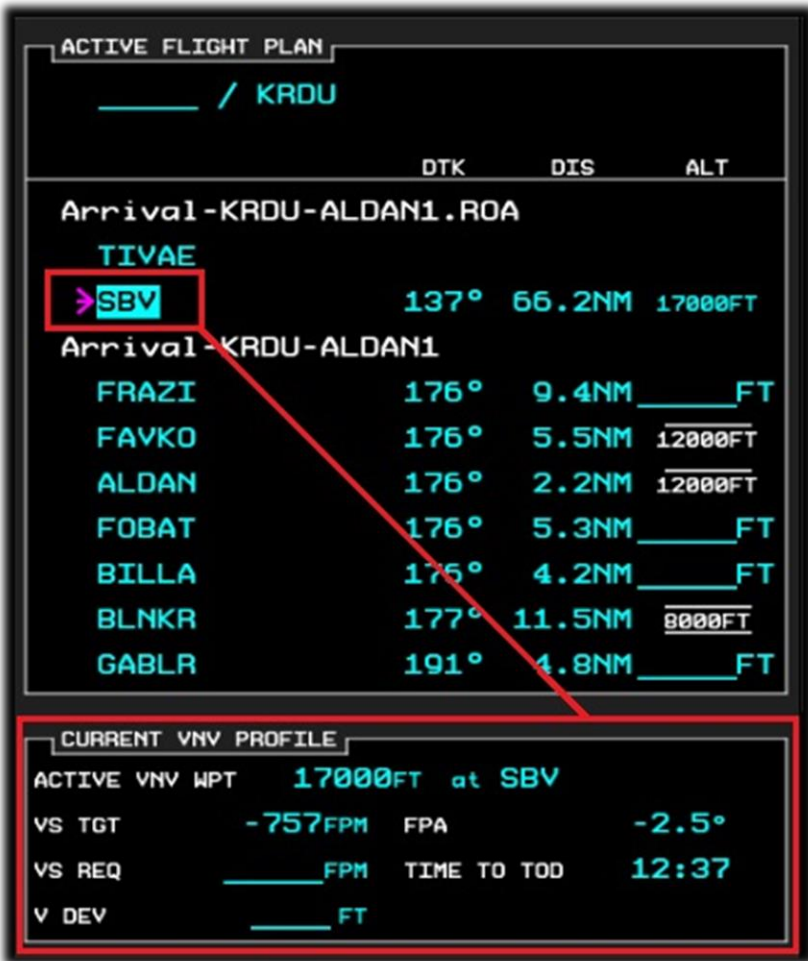 ACTIVE FLIGHT PLAN
_____ / KRDU
DTK DIS ALT
Arrival-KRDU-ALDAN1.ROA
TIVAE
SBV 137° 66.2NM 17000FT
Arrival-KRDU-ALDAN1
FRAZI 176° 9.4NM _____FT
FAVKO 176° 5.5NM 12000FT
ALDAN 176° 2.2NM 12000FT
FOBAT 176° 5.3NM _____FT
BILLA 176° 4.2NM _____FT
BLNKR 177° 11.5NM 8000FT
GABLR 191° 4.8NM _____FT
CURRENT VNV PROFILE
ACTIVE VNV WPT 17000FT at SBV
VS TGT -757FPM FPA -2.5°
VS REQ _____FPM TIME TO TOD 12:37
V DEV _____FT